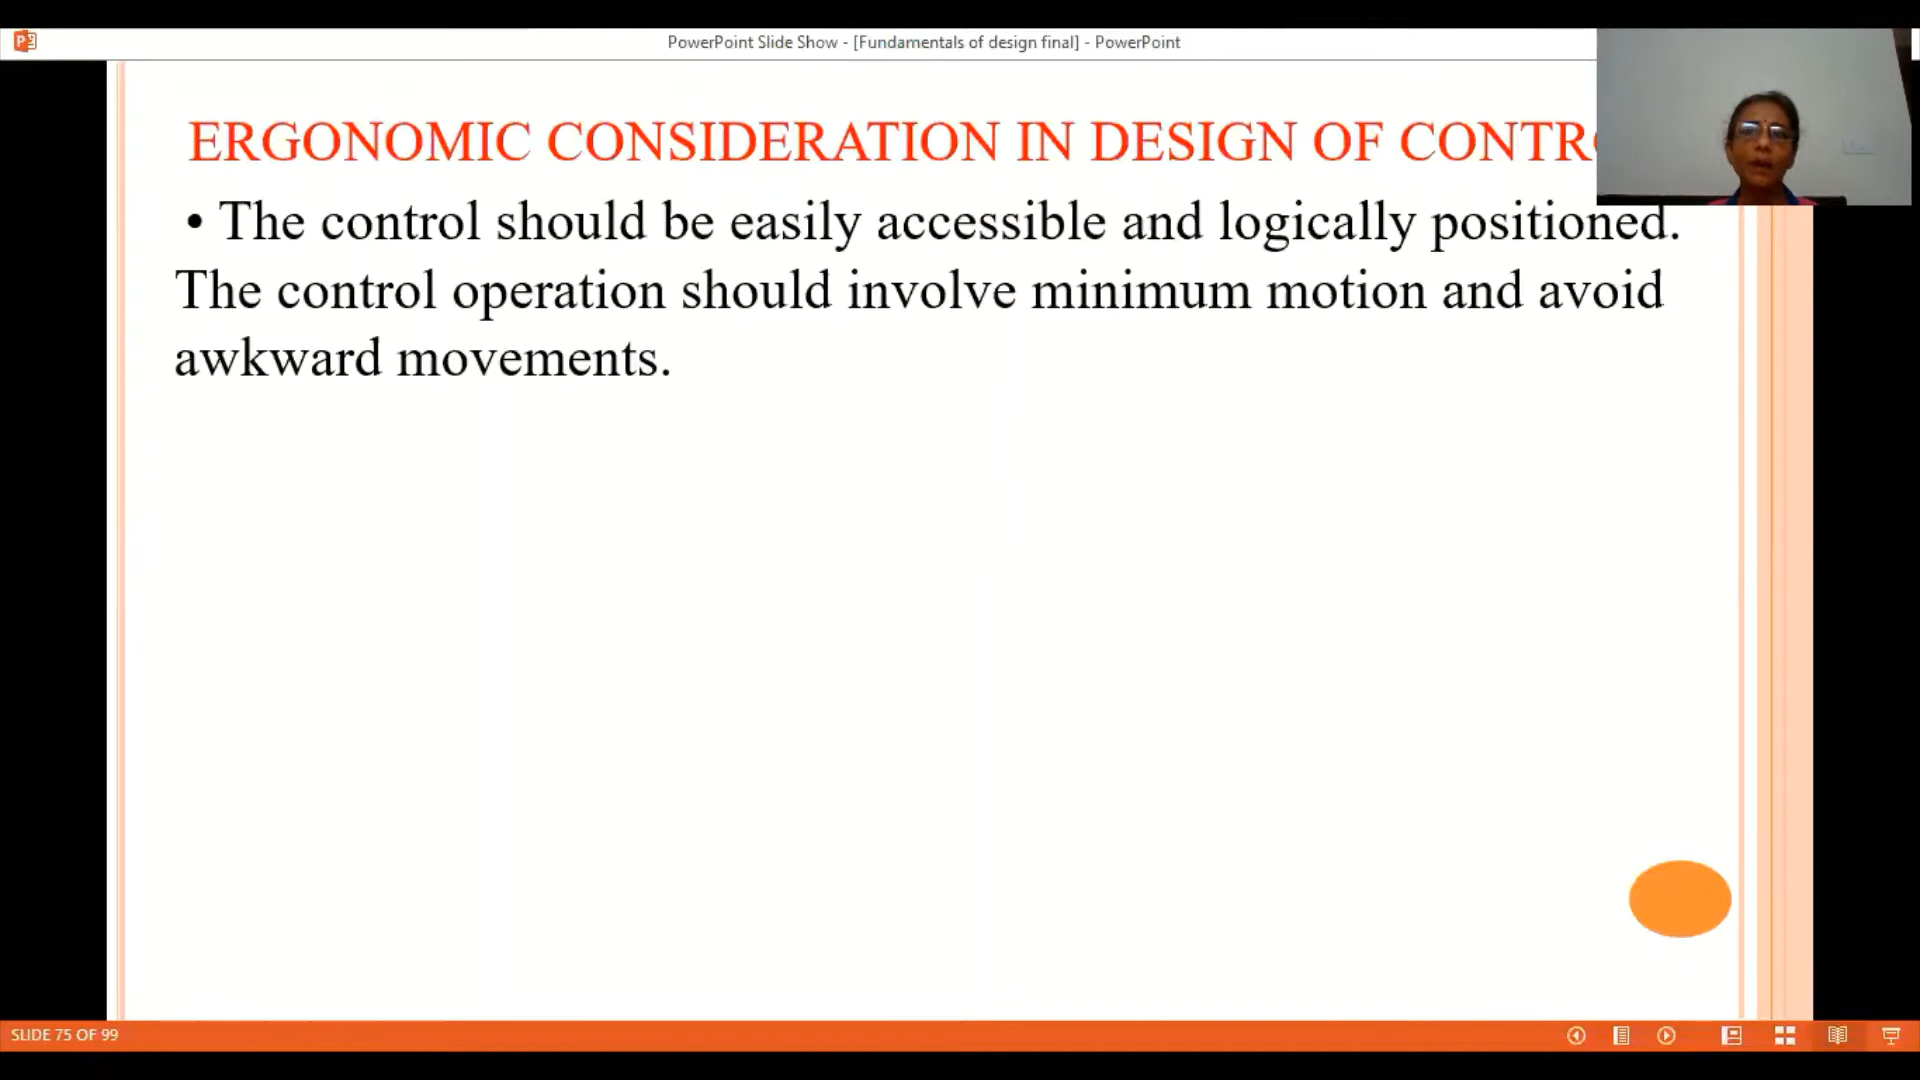 PowerPoint Slide Show - [Fundamentals of design final] - PowerPoint
ERGONOMIC CONSIDERATION IN DESIGN OF
• The control should be easily accessible and logically positioned.
The control operation should involve minimum motion and avoid
awkward movements.
SLIDE 75 OF 99